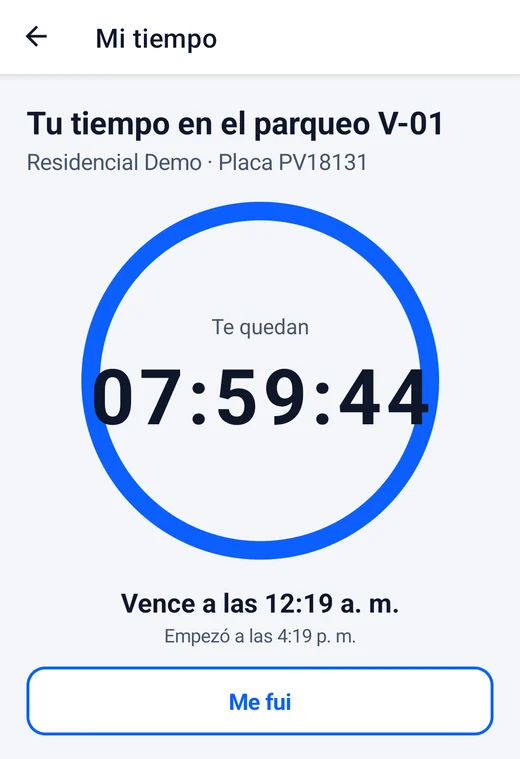 Mi tiempo
Tu tiempo en el parqueo V-01
Residencial Demo · Placa PV18131
Te quedan
07:59:44
Vence a las 12:19 a. m.
Empezó a las 4:19 p. m.
Me fui